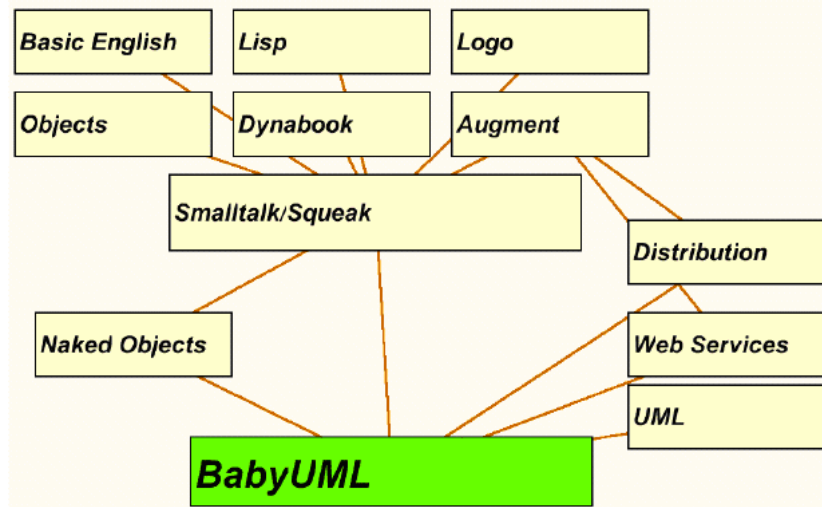 Basic English
Lisp
Logo
Objects
Dynabook
Augment
Smalltalk/Squeak
Distribution
Naked Objects
Web Services
UML
BabyUML